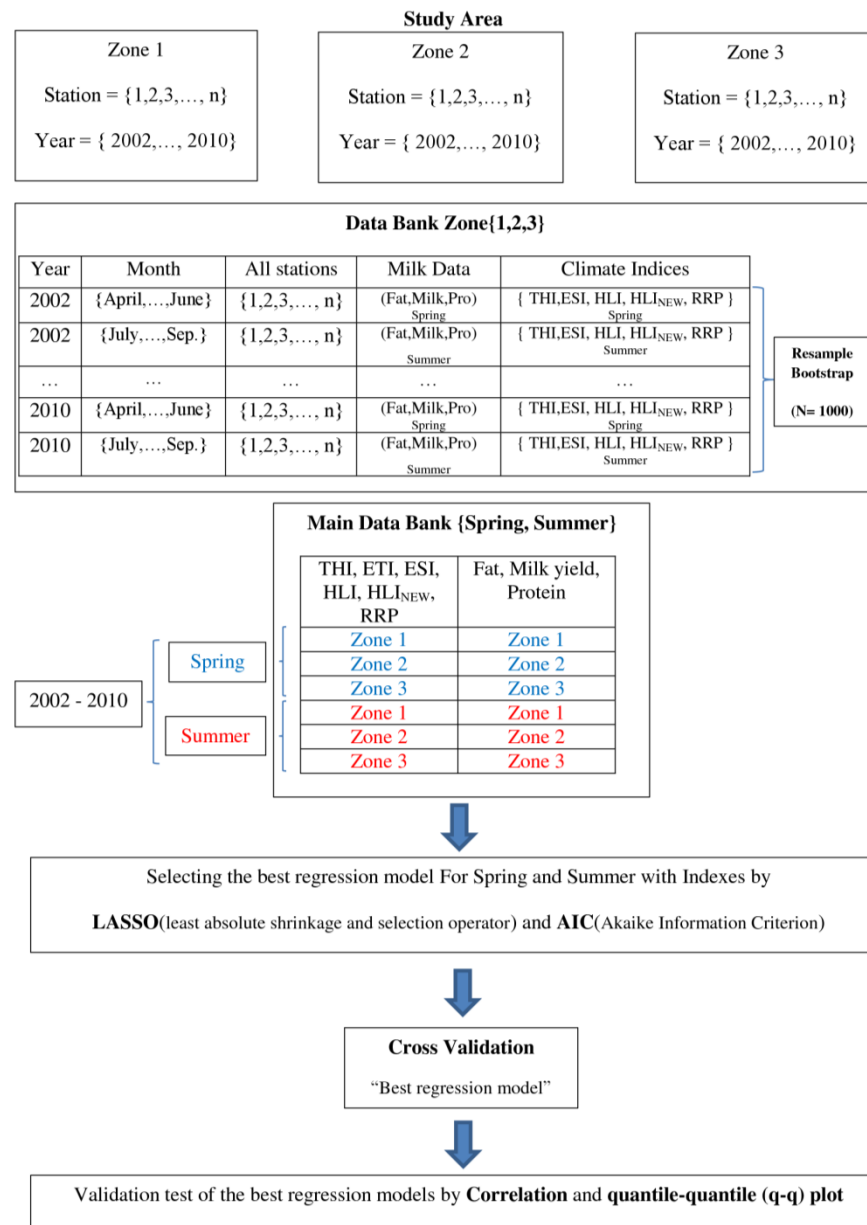 Study Area
Zone 1
Station = {1,2,3,…, n}
Year = { 2002,…, 2010}
Zone 2
Station = {1,2,3,…, n}
Year = { 2002,…, 2010}
Zone 3
Station = {1,2,3,…, n}
Year = { 2002,…, 2010}
Data Bank Zone{1,2,3}
Year Month All stations Milk Data Climate Indices
2002 {April,…,June} {1,2,3,…, n} (Fat,Milk,Pro) { THI,ESI, HLI, HLINEW, RRP }
Spring Spring
2002 {July,…,Sep.} {1,2,3,…, n} (Fat,Milk,Pro) { THI,ESI, HLI, HLINEW, RRP }
Summer Summer
… … … … …
2010 {April,…,June} {1,2,3,…, n} (Fat,Milk,Pro) { THI,ESI, HLI, HLINEW, RRP }
Spring Spring
2010 {July,…,Sep.} {1,2,3,…, n} (Fat,Milk,Pro) { THI,ESI, HLI, HLINEW, RRP }
Summer Summer
Resample
Bootstrap
(N= 1000)
Main Data Bank {Spring, Summer}
THI, ETI, ESI,
HLI, HLINEW,
RRP
Fat, Milk yield,
Protein
2002 - 2010
Spring
Zone 1 Zone 1
Zone 2 Zone 2
Zone 3 Zone 3
Summer
Zone 1 Zone 1
Zone 2 Zone 2
Zone 3 Zone 3
Selecting the best regression model For Spring and Summer with Indexes by
LASSO(least absolute shrinkage and selection operator) and AIC(Akaike Information Criterion)
Cross Validation
“Best regression model”
Validation test of the best regression models by Correlation and quantile-quantile (q-q) plot